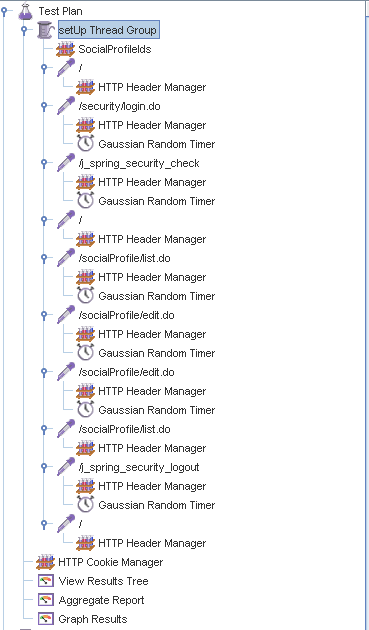 Test Plan
setUp Thread Group
SocialProfileIds
/
HTTP Header Manager
/security/login.do
HTTP Header Manager
Gaussian Random Timer
/j_spring_security_check
HTTP Header Manager
Gaussian Random Timer
/
HTTP Header Manager
/socialProfile/list.do
HTTP Header Manager
Gaussian Random Timer
/socialProfile/edit.do
HTTP Header Manager
Gaussian Random Timer
/socialProfile/edit.do
HTTP Header Manager
Gaussian Random Timer
/socialProfile/list.do
HTTP Header Manager
/j_spring_security_logout
HTTP Header Manager
Gaussian Random Timer
/
HTTP Header Manager
HTTP Cookie Manager
View Results Tree
Aggregate Report
Graph Results